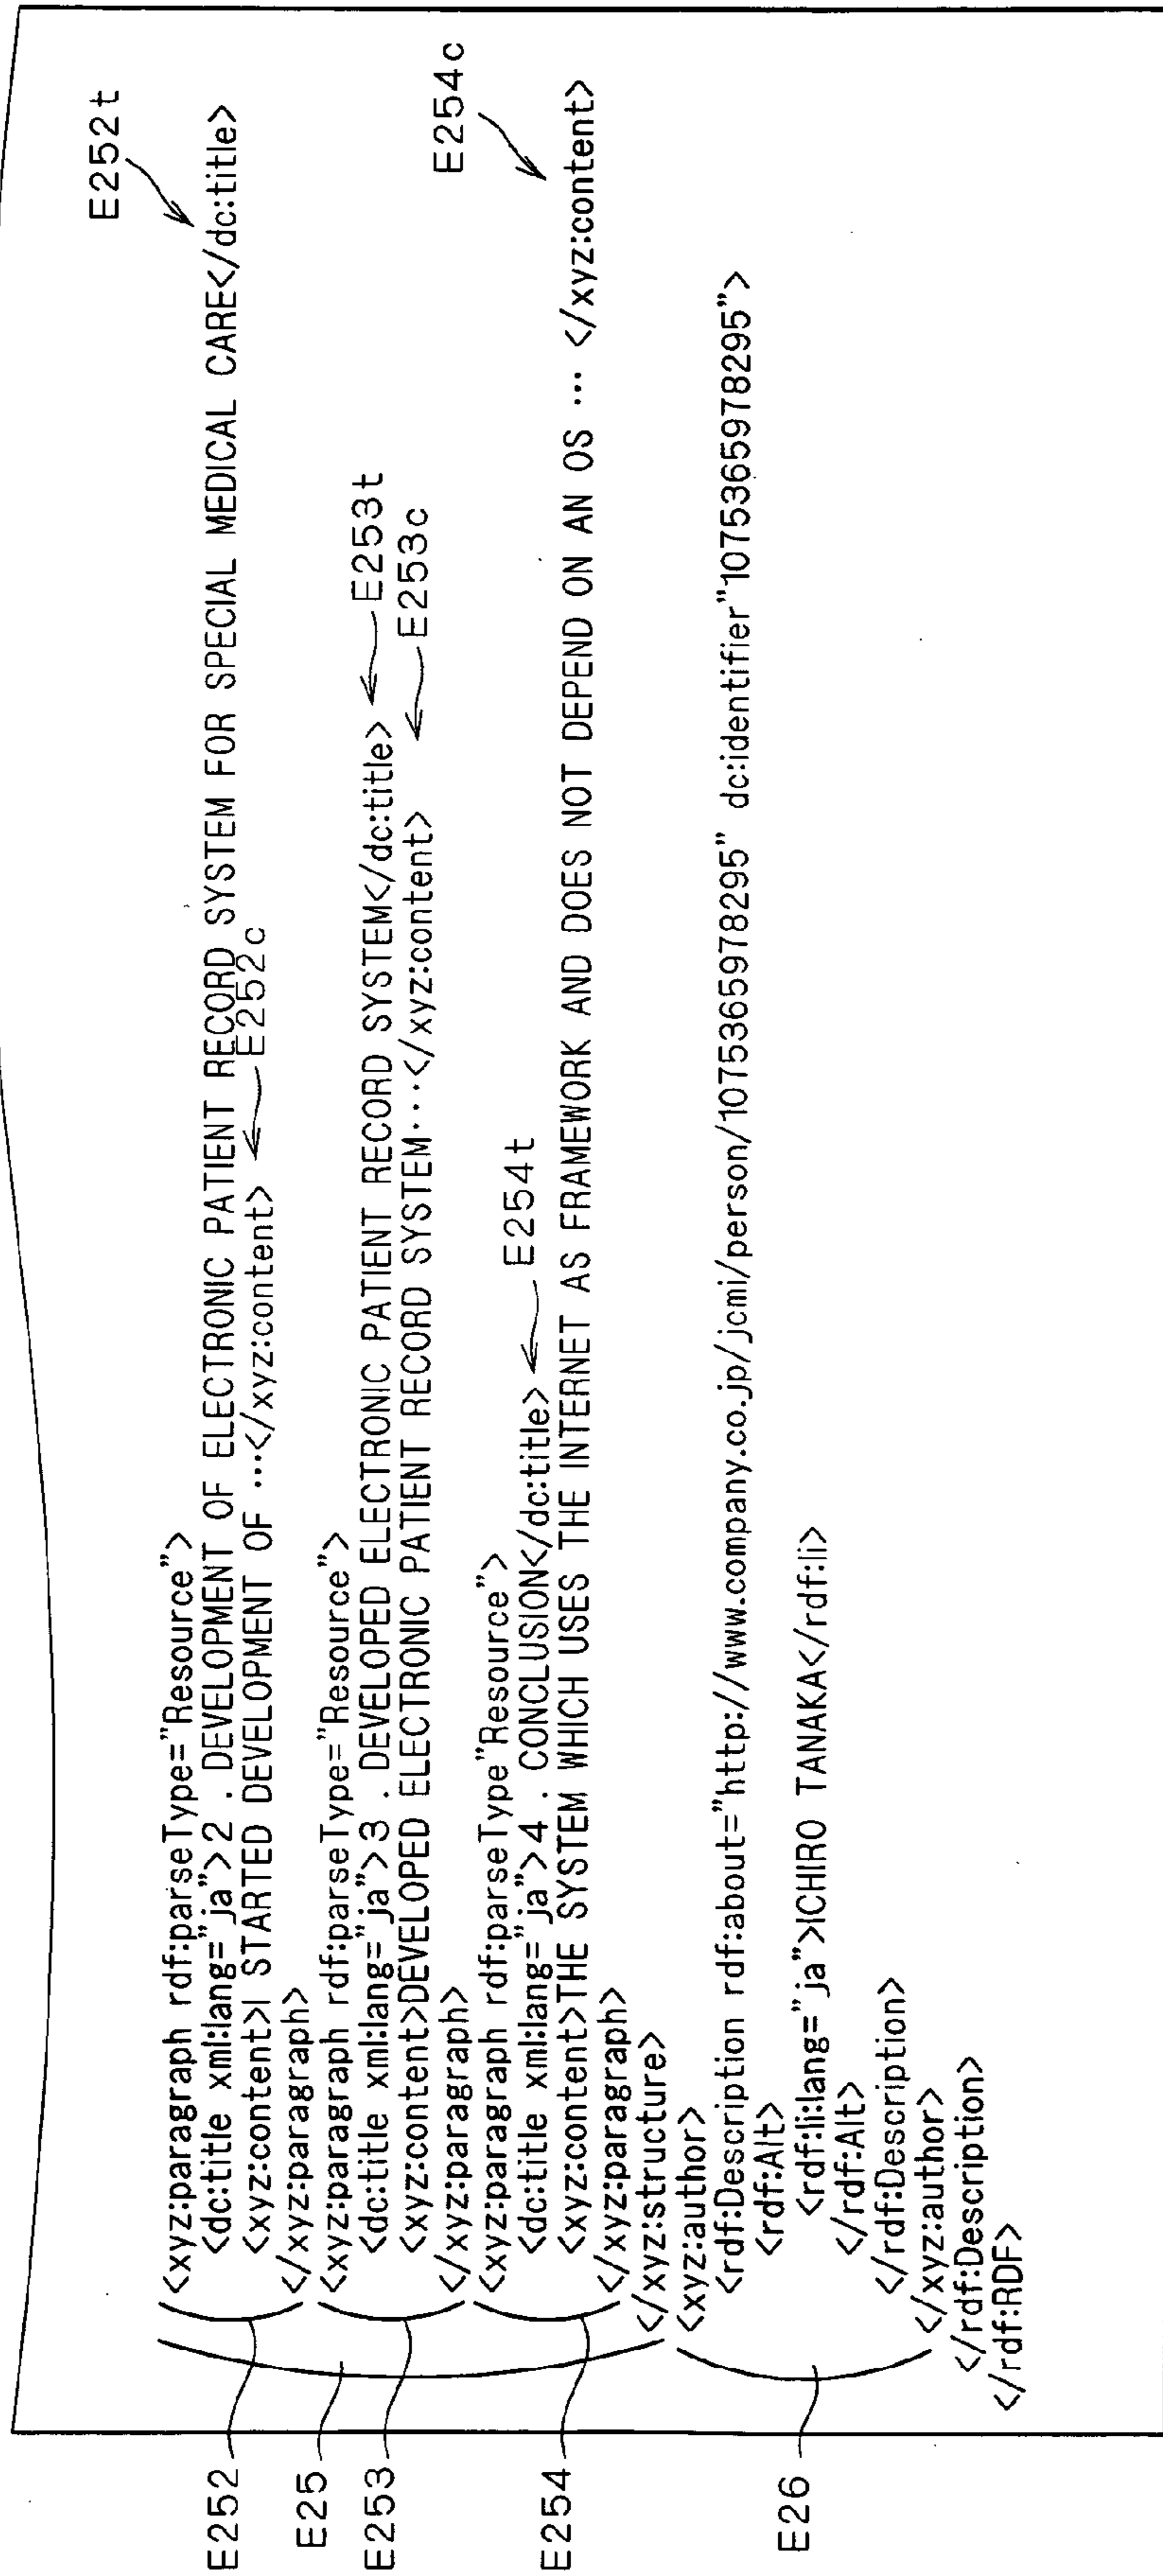 E252t
<xyz:paragraph rdf:parseType="Resource">
<dc:title xml:lang="ja">2 . DEVELOPMENT OF ELECTRONIC PATIENT RECORD SYSTEM FOR SPECIAL MEDICAL CARE</dc:title>
<xyz:content>I STARTED DEVELOPMENT OF ...</xyz:content> E252c
</xyz:paragraph>
<xyz:paragraph rdf:parseType="Resource">
<dc:title xml:lang="ja">3 . DEVELOPED ELECTRONIC PATIENT RECORD SYSTEM</dc:title> E253t
<xyz:content>DEVELOPED ELECTRONIC PATIENT RECORD SYSTEM...</xyz:content> E253c
</xyz:paragraph>
E254c
<xyz:paragraph rdf:parseType"Resource">
<dc:title xml:lang="ja">4 . CONCLUSION</dc:title> E254t
<xyz:content>THE SYSTEM WHICH USES THE INTERNET AS FRAMEWORK AND DOES NOT DEPEND ON AN OS ... </xyz:content>
</xyz:paragraph>
</xyz:structure>
<xyz:author>
<rdf:Description rdf:about="http://www.company.co.jp/jcmi/person/1075365978295" dc:identifier"1075365978295">
<rdf:Alt>
<rdf:li:lang="ja">ICHIRO TANAKA</rdf:li>
</rdf:Alt>
</rdf:Description>
</xyz:author>
</rdf:Description>
</rdf:RDF>
E252
E25
E253
E254
E26